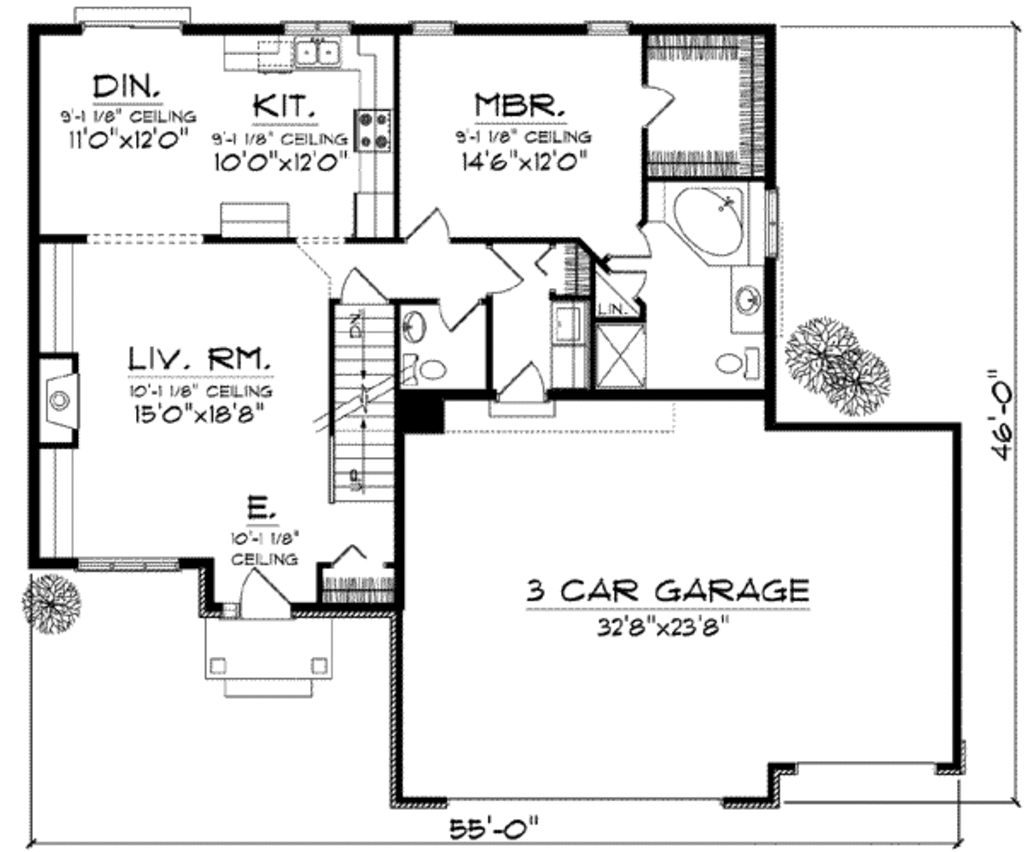 DIN.
9'-1 1/8" CEILING
11'0"x12'0"
KIT.
9'-1 1/8" CEILING
10'0"x12'0"
MBR.
9'-1 1/8" CEILING
14'6"x12'0"
LIN.
DN
LIV. RM.
10'-1 1/8" CEILING
15'0"x18'8"
UP
E.
10'-1 1/8"
CEILING
3 CAR GARAGE
32'8"x23'8"
46'-0"
55'-0"